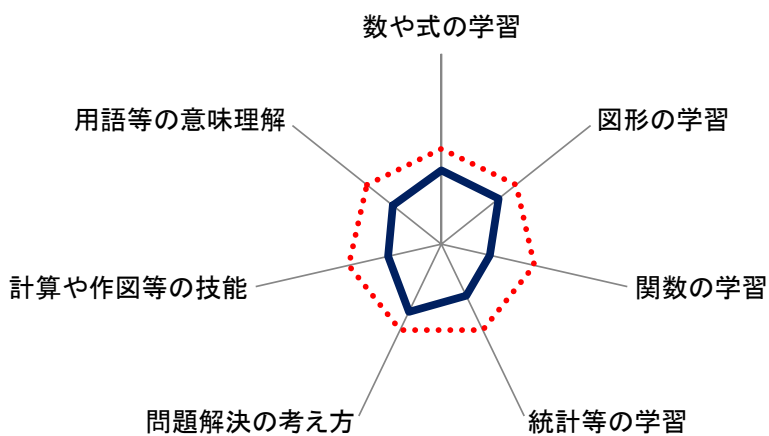 数や式の学習
用語等の意味理解
図形の学習
計算や作図等の技能
関数の学習
問題解決の考え方
統計等の学習